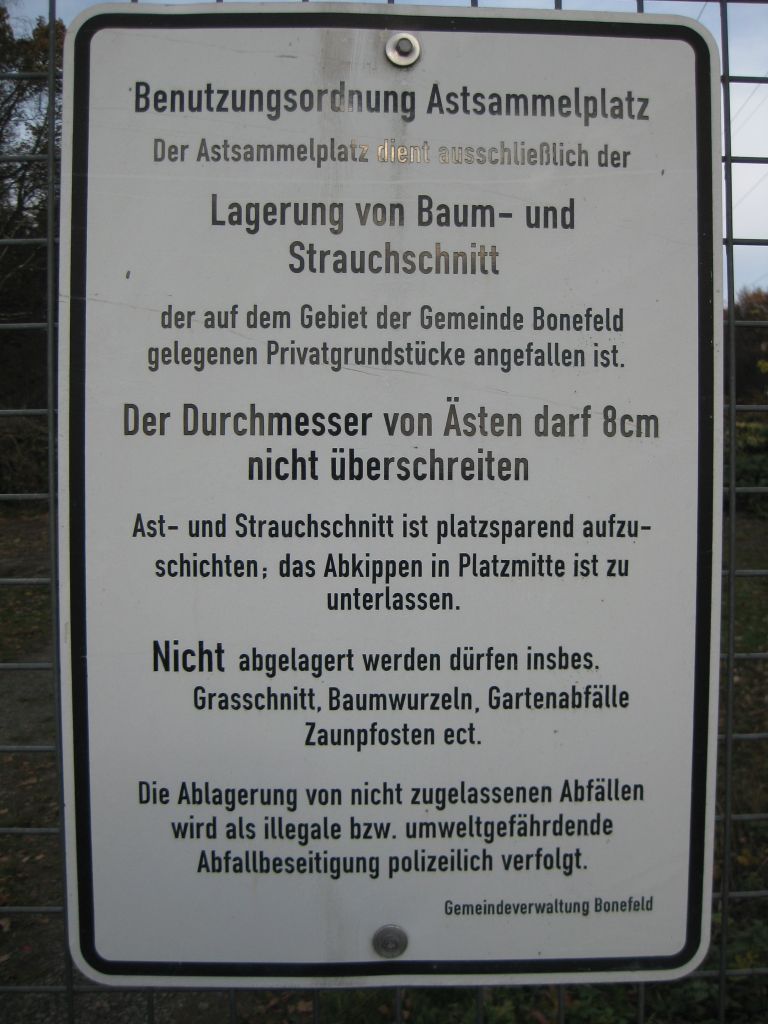 Benutzungsordnung Astsammelplatz
Der Astsammelplatz dient ausschließlich der
Lagerung von Baum- und
Strauchschnitt
der auf dem Gebiet der Gemeinde Bonefeld
gelegenen Privatgrundstücke angefallen ist.
Der Durchmesser von Ästen darf 8cm
nicht überschreiten
Ast- und Strauchschnitt ist platzsparend aufzu-
schichten; das Abkippen in Platzmitte ist zu
unterlassen.
Nicht abgelagert werden dürfen insbes.
Grasschnitt, Baumwurzeln, Gartenabfälle
Zaunpfosten ect.
Die Ablagerung von nicht zugelassenen Abfällen
wird als illegale bzw. umweltgefährdende
Abfallbeseitigung polizeilich verfolgt.
Gemeindeverwaltung Bonefeld